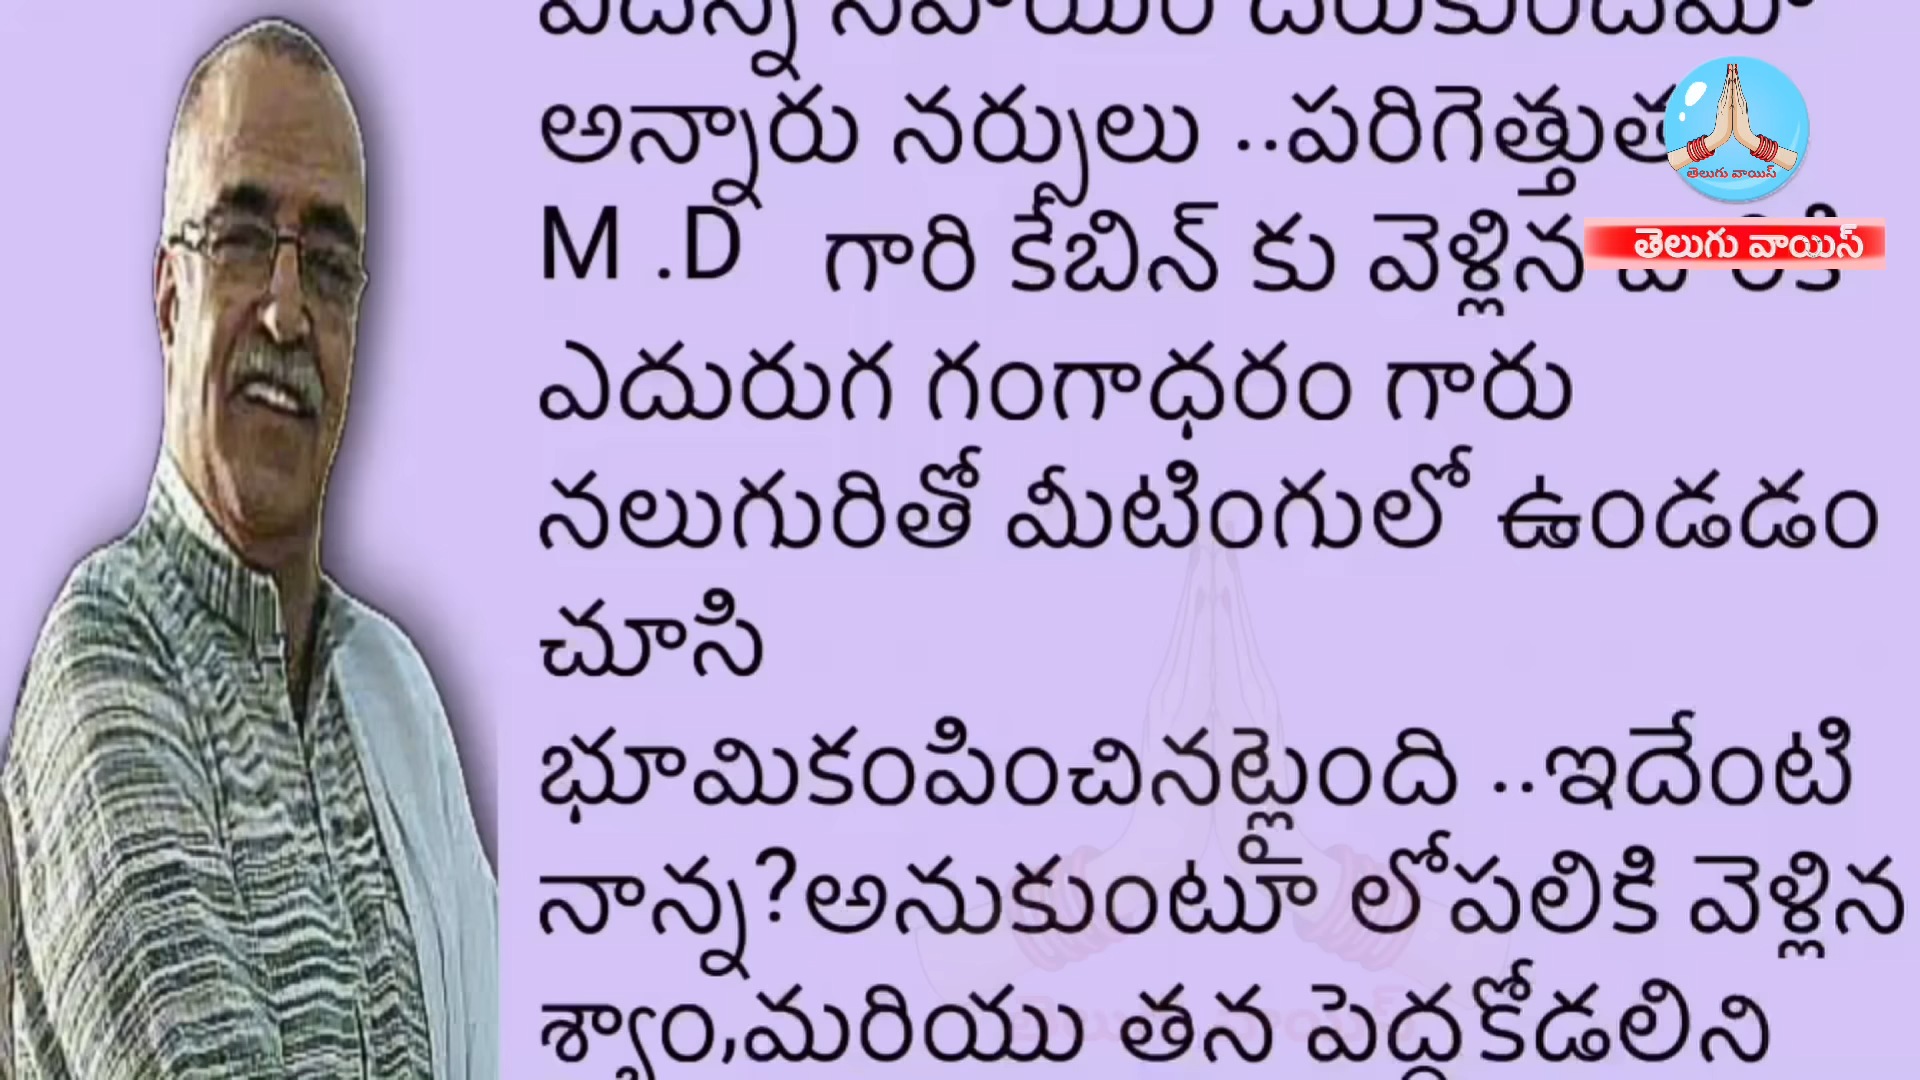 అన్నారు నర్సులు ..పరిగెత్తుత
M .D గారి కేబిన్ కు వెళ్లిన
ఎదురుగ గంగాధరం గారు
నలుగురితో మీటింగులో ఉండడం
చూసి
భూమికంపించినట్లైంది ..ఇదేంటి
నాన్న?అనుకుంటూ లోపలికి వెళ్లిన
శ్యాం,మరియు తన పెద్దకోడలిని
తెలుగు వాయిస్
తెలుగు వాయిస్